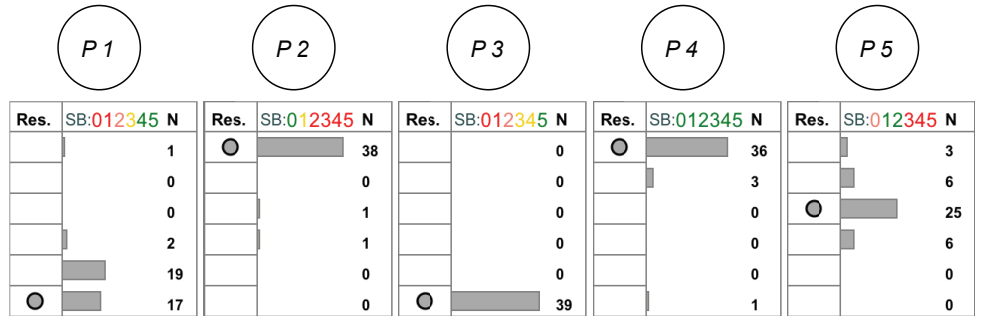 P 1 P 2 P 3 P 4 P 5
Res. SB:012345 N Res. SB:012345 N Res. SB:012345 N Res. SB:012345 N Res. SB:012345 N
1 38 0 36 3
0 0 0 3 6
0 1 0 0 25
2 1 0 0 6
19 0 0 0 0
17 0 39 1 0